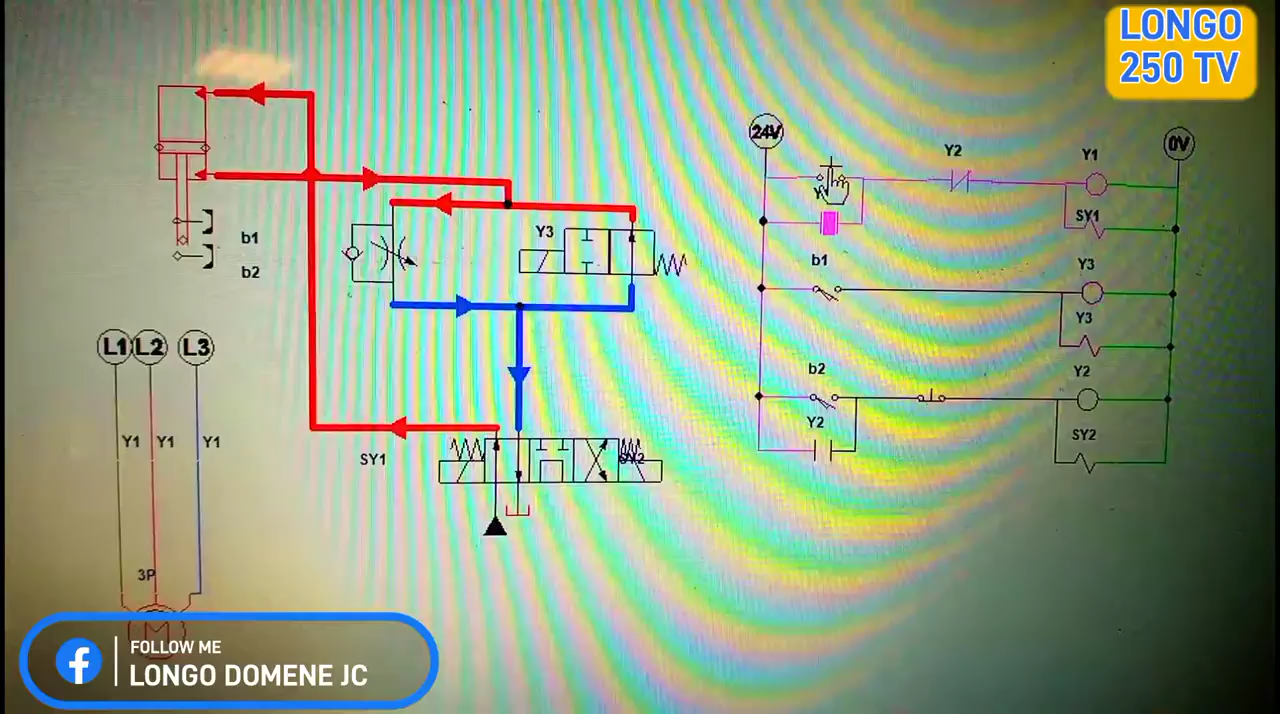 LONGO
250 TV
24V
0V
Y2
Y1
SY1
b1
Y3
Y3
b2
Y2
Y2
SY2
b1
b2
Y3
L1
L2
L3
Y1
Y1
Y1
SY1
SY2
3P
M
FOLLOW ME
LONGO DOMENE JC